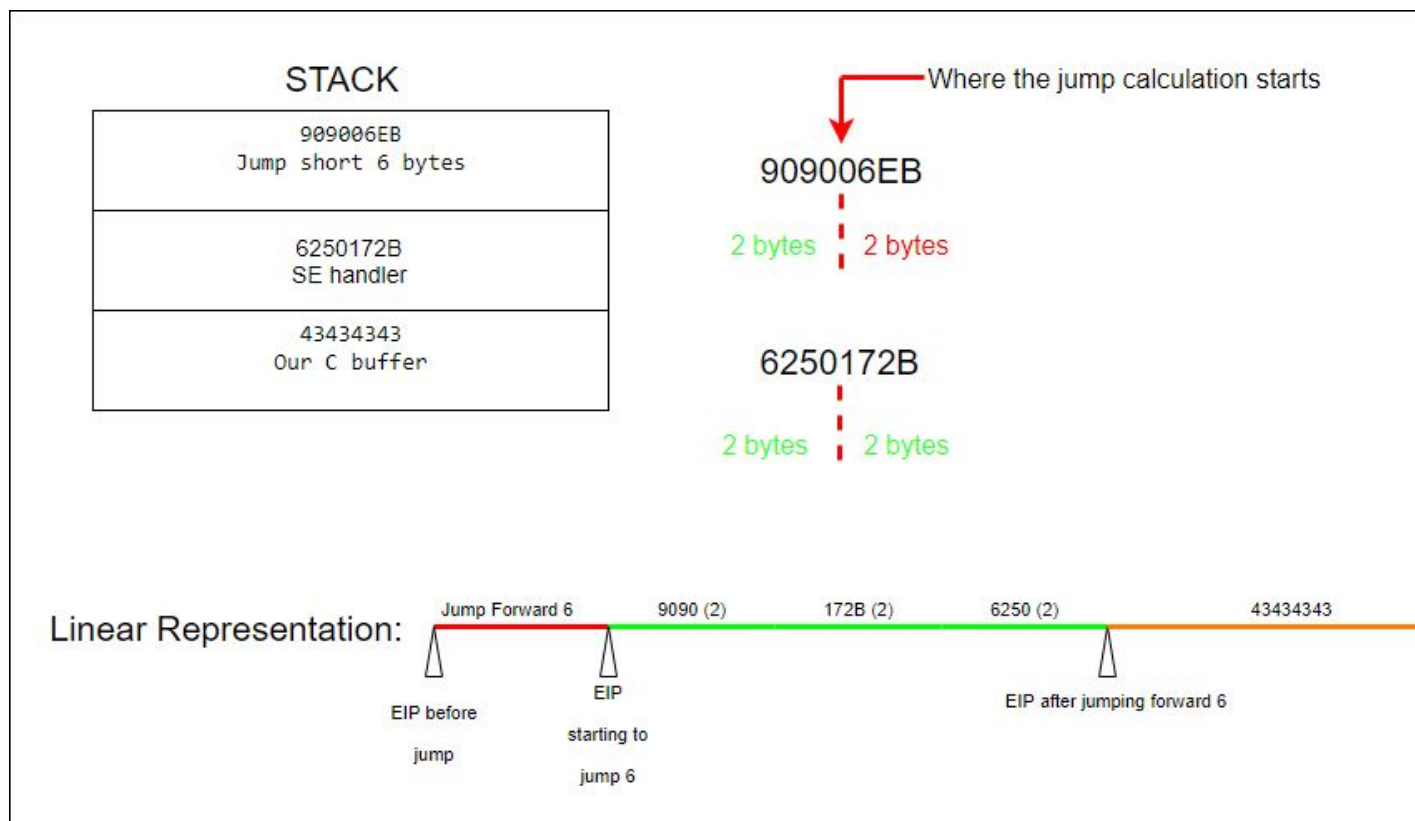 STACK
909006EB
Jump short 6 bytes
6250172B
SE handler
43434343
Our C buffer
Where the jump calculation starts
909006EB
2 bytes 2 bytes
6250172B
2 bytes 2 bytes
Linear Representation:
Jump Forward 6 9090 (2) 172B (2) 6250 (2) 43434343
EIP before
jump
EIP
starting to
jump 6
EIP after jumping forward 6